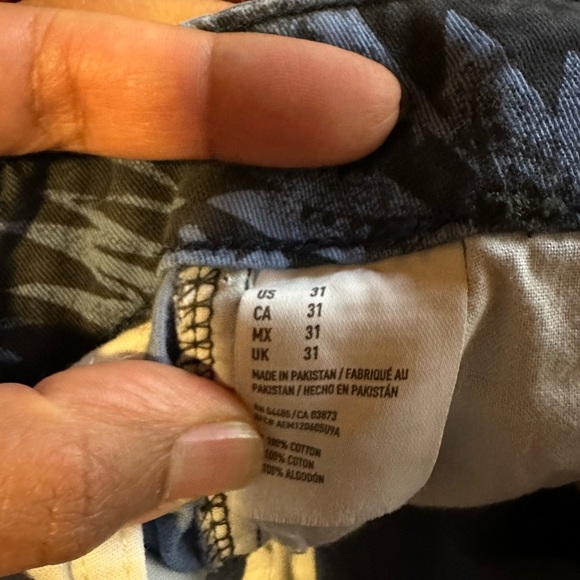 US 31
CA 31
MX 31
UK 31
MADE IN PAKISTAN / FABRIQUÉ AU
PAKISTAN / HECHO EN PAKISTÁN
RN 54485/CA 03873
AEM12060SU9A
100% COTTON
100% COTON
100% ALGODÓN